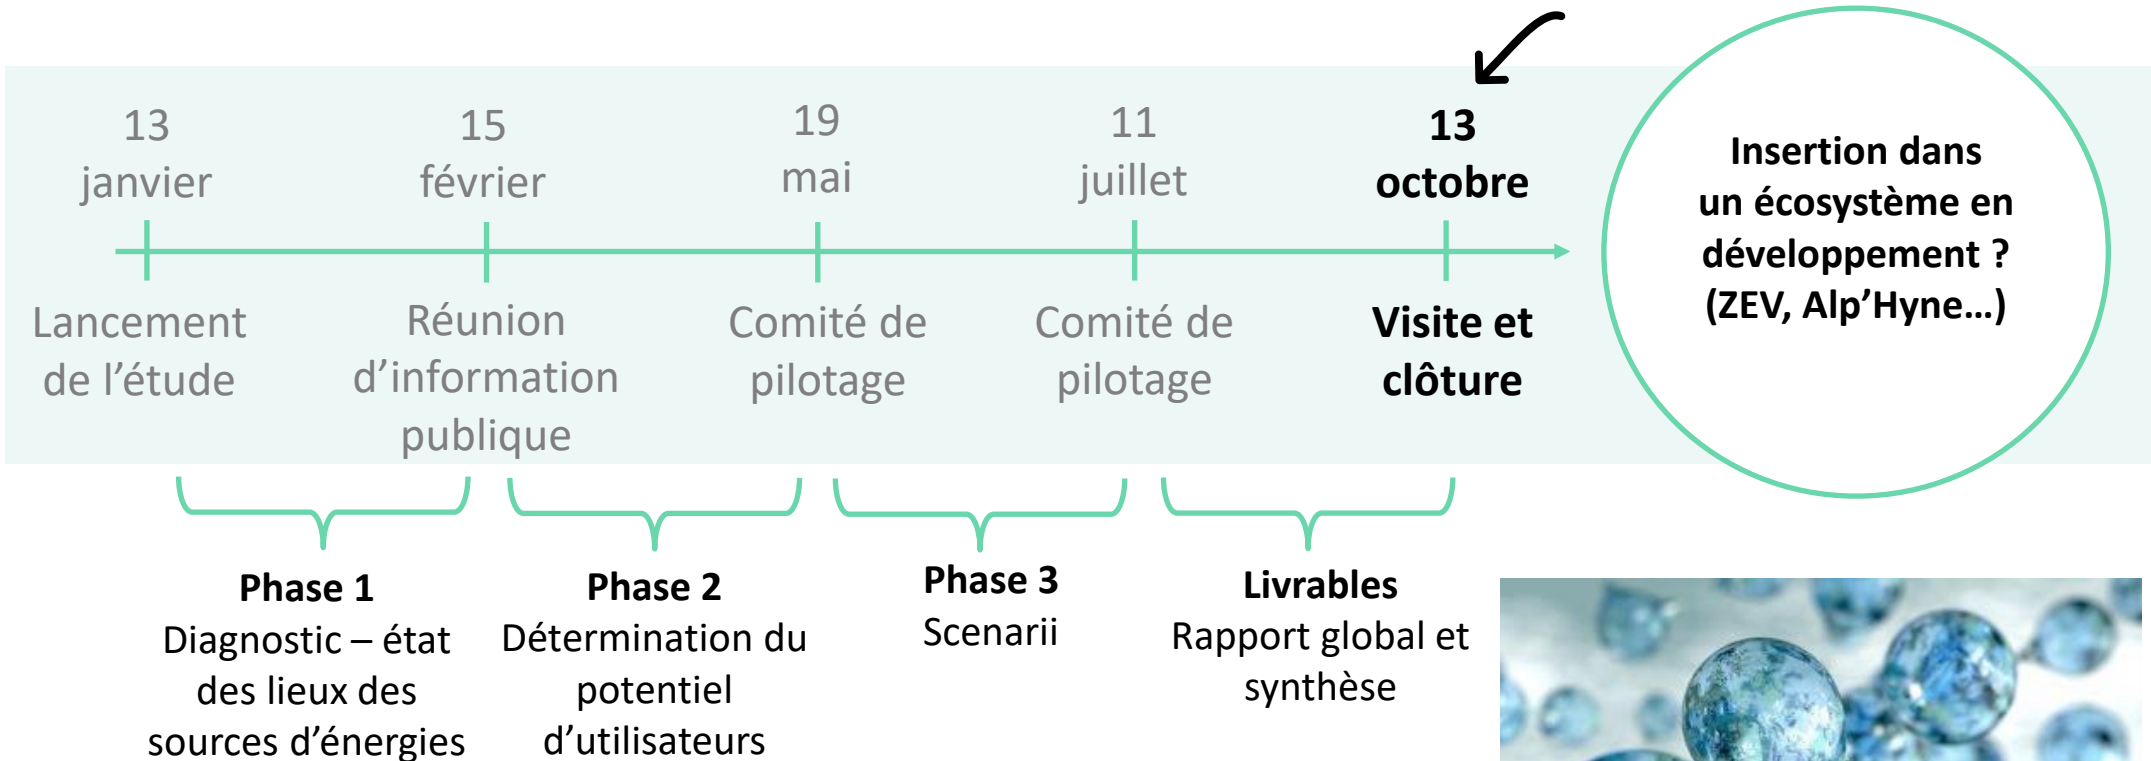 13
janvier
15
février
19
mai
11
juillet
13
octobre
Lancement
de l'étude
Réunion
d'information
publique
Comité de
pilotage
Comité de
pilotage
Visite et
clôture
Insertion dans
un écosystème en
développement ?
(ZEV, Alp'Hyne…)
Phase 1
Diagnostic – état
des lieux des
sources d'énergies
Phase 2
Détermination du
potentiel
d'utilisateurs
Phase 3
Scenarii
Livrables
Rapport global et
synthèse